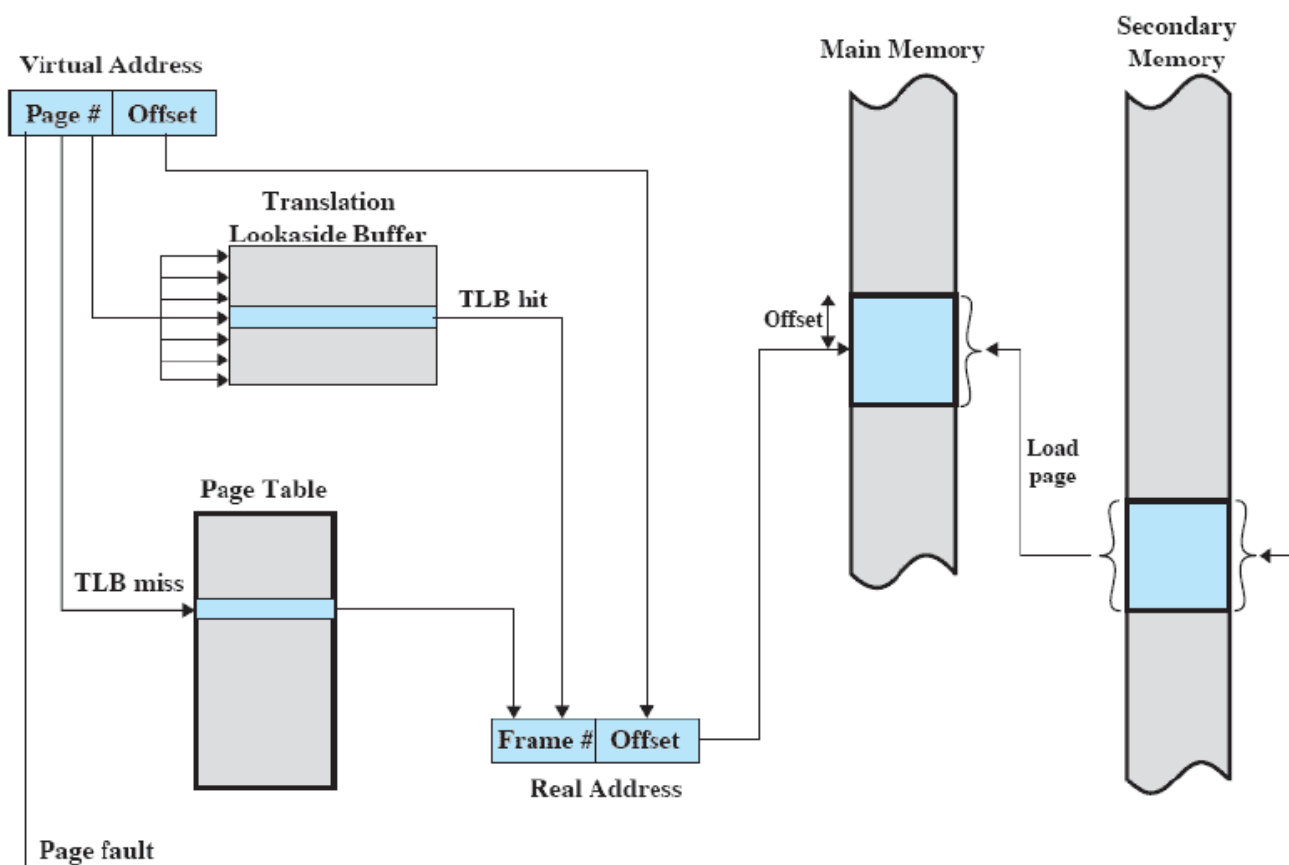 Virtual Address
Page #
Offset
Translation
Lookaside Buffer
TLB hit
Page Table
TLB miss
Frame #
Offset
Real Address
Page fault
Main Memory
Offset
Load
page
Secondary
Memory